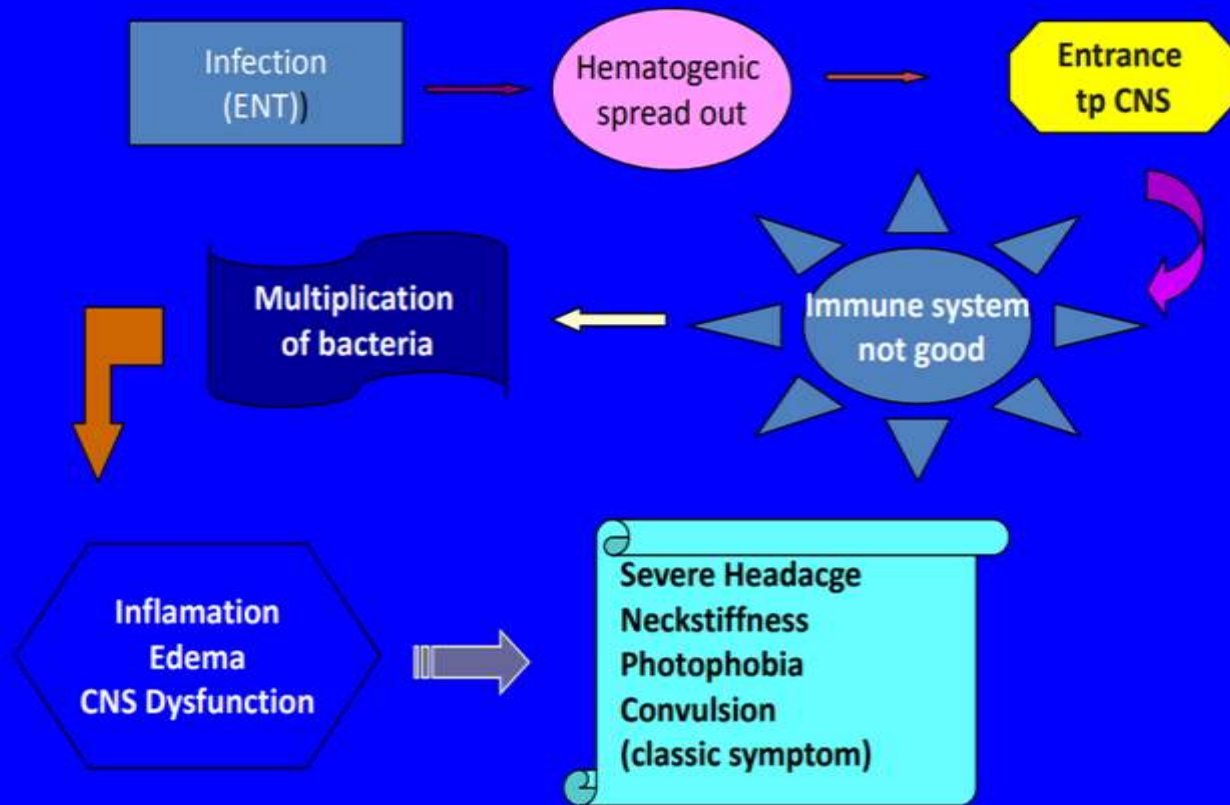 Infection
(ENT))
Hematogenic
spread out
Entrance
tp CNS
Immune system
not good
Multiplication
of bacteria
Inflamation
Edema
CNS Dysfunction
Severe Headacge
Neckstiffness
Photophobia
Convulsion
(classic symptom)